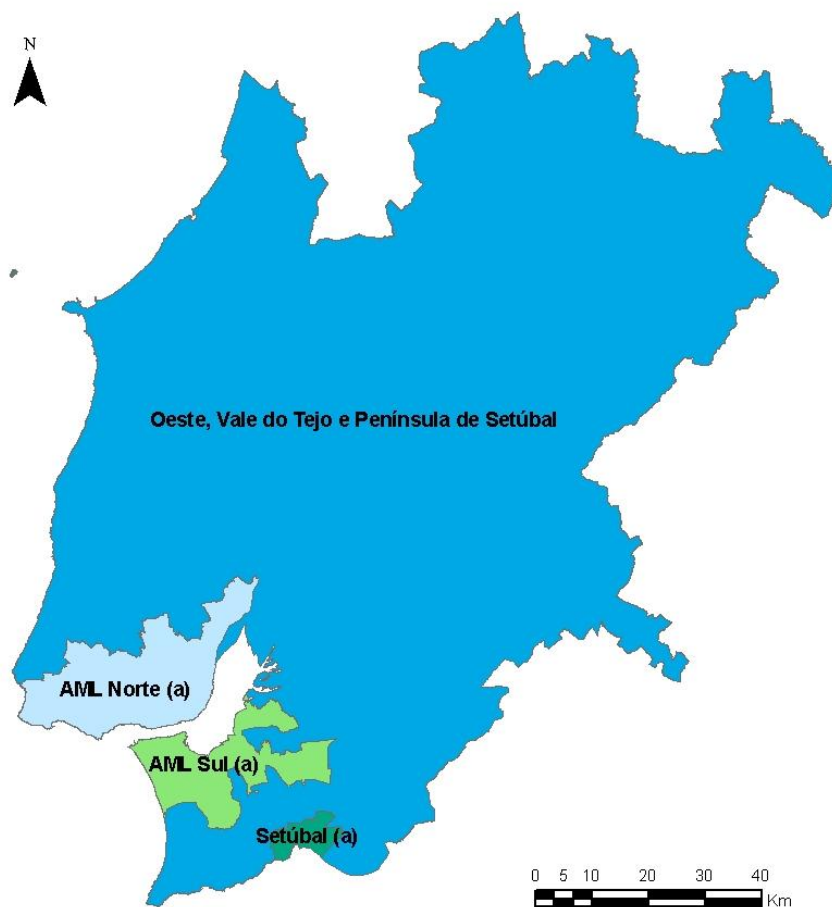 N
Oeste, Vale do Tejo e Península de Setúbal
AML Norte (a)
AML Sul (a)
Setúbal (a)
0 5 10 20 30 40
Km